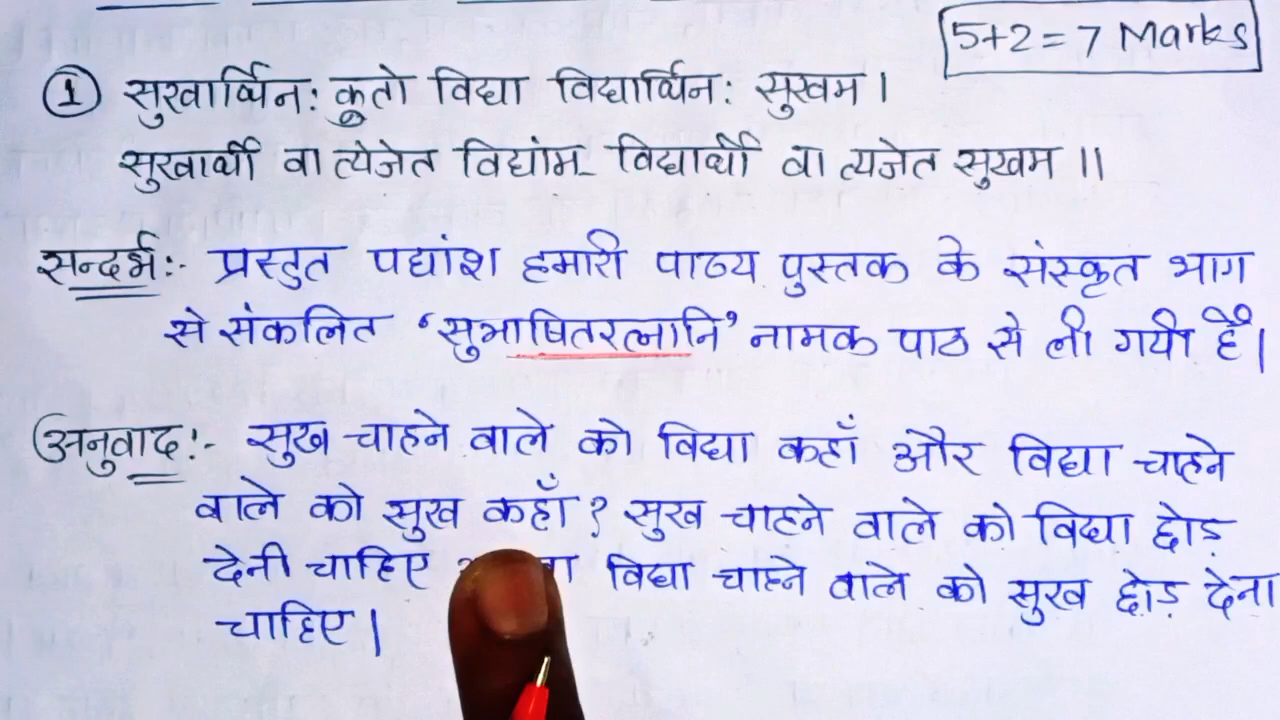 5+2=7 Marks
① सुखार्थिन: कुतो विद्या विद्यार्थिन: सुखम ।
सुखार्थी वा त्येजेत विद्यांम विद्यार्थी वा त्यजेत सुखम ॥
सन्दर्भ:- प्रस्तुत पद्यांश हमारी पाठ्य पुस्तक के संस्कृत भाग
से संकलित 'सुभाषितरत्नानि' नामक पाठ से ली गयी है।
अनुवाद:- सुख चाहने वाले को विद्या कहाँ और विद्या चाहने
वाले को सुख कहाँ ? सुख चाहने वाले को विद्या छोड़
देनी चाहिए विद्या चाहने वाले को सुख छोड़ देना
चाहिए।